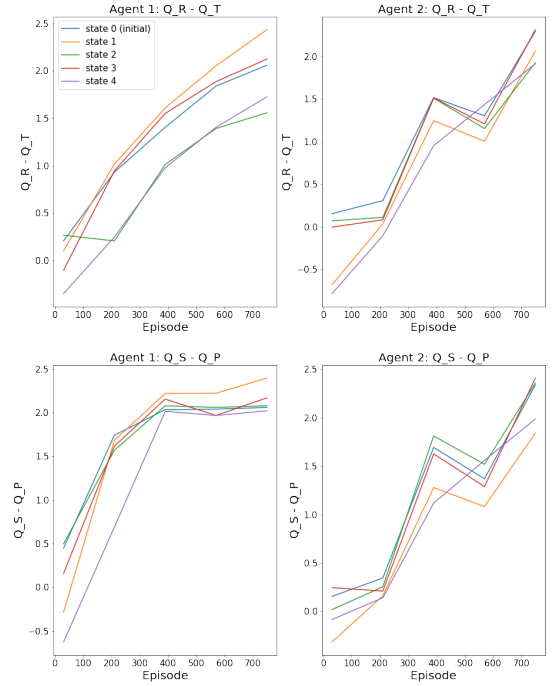 Agent 1: Q_R - Q_T
Q_R - Q_T
2.5
2.0
1.5
1.0
0.5
0.0
state 0 (initial)
state 1
state 2
state 3
state 4
0 100 200 300 400 500 600 700
Episode
Agent 2: Q_R - Q_T
Q_R - Q_T
2.0
1.5
1.0
0.5
0.0
−0.5
0 100 200 300 400 500 600 700
Episode
Agent 1: Q_S - Q_P
Q_S - Q_P
2.5
2.0
1.5
1.0
0.5
0.0
−0.5
0 100 200 300 400 500 600 700
Episode
Agent 2: Q_S - Q_P
Q_S - Q_P
2.5
2.0
1.5
1.0
0.5
0.0
0 100 200 300 400 500 600 700
Episode